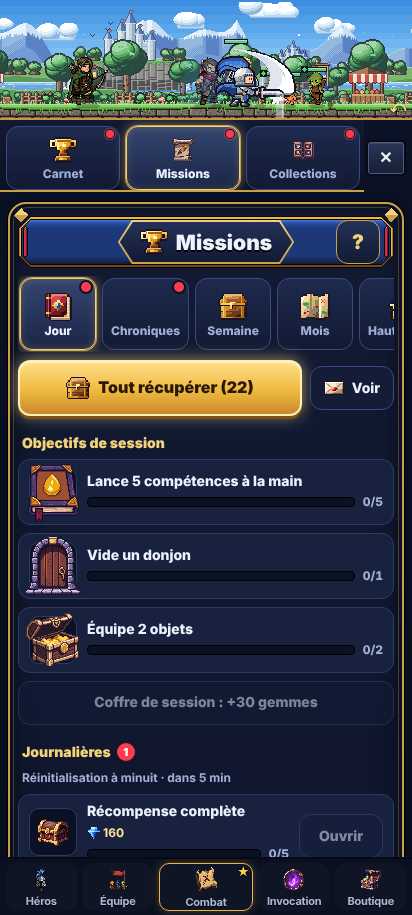 Carnet
Missions
Collections
×
Missions
?
Jour
Chroniques
Semaine
Mois
Haut
Tout récupérer (22)
Voir
Objectifs de session
Lance 5 compétences à la main
0/5
Vide un donjon
0/1
Équipe 2 objets
0/2
Coffre de session : +30 gemmes
Journalières 1
Réinitialisation à minuit · dans 5 min
Récompense complète
160
Ouvrir
0/5
Héros
Équipe
Combat
Invocation
Boutique